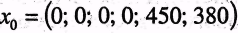 x₀ = (0; 0; 0; 0; 450; 380)